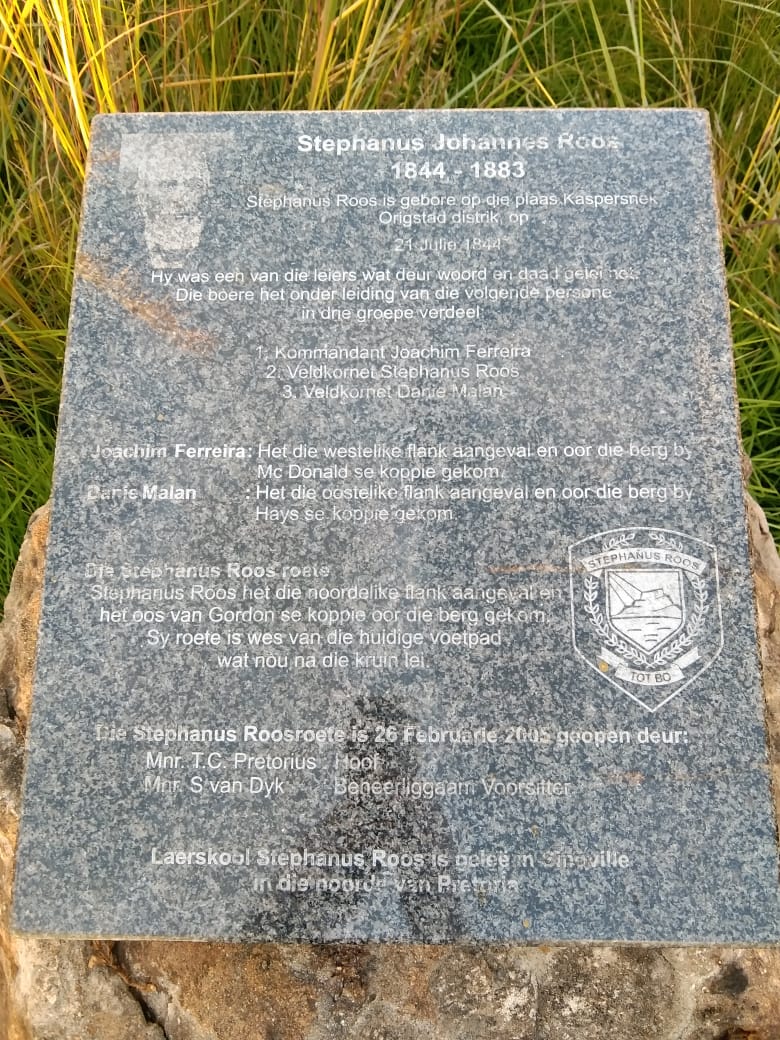 Stephanus Johannes Roos
1844 - 1883
Stephanus Roos is gebore op die plaas Kaspersnek
Origstad distrik, op
21 Julie 1844
Hy was een van die leiers wat deur woord en daad gelei het.
Die boere het onder leiding van die volgende persone
in drie groepe verdeel:
1. Kommandant Joachim Ferreira
2. Veldkornet Stephanus Roos
3. Veldkornet Danie Malan
Joachim Ferreira: Het die westelike flank aangeval en oor die berg by
Mc Donald se koppie gekom.
Danie Malan : Het die oostelike flank aangeval en oor die berg by
Hays se koppie gekom.
Die Stephanus Roos roete
Stephanus Roos het die noordelike flank aangeval en
het oos van Gordon se koppie oor die berg gekom.
Sy roete is wes van die huidige voetpad
wat nou na die kruin lei.
STEPHANUS ROOS
TOT BO
Die Stephanus Roosroete is 26 Februarie 2005 geopen deur:
Mnr. T.C. Pretorius : Hoof
Mnr. S van Dyk Beheerliggaam Voorsitter
Laerskool Stephanus Roos is geleë in Sinoville
in die noorde van Pretoria